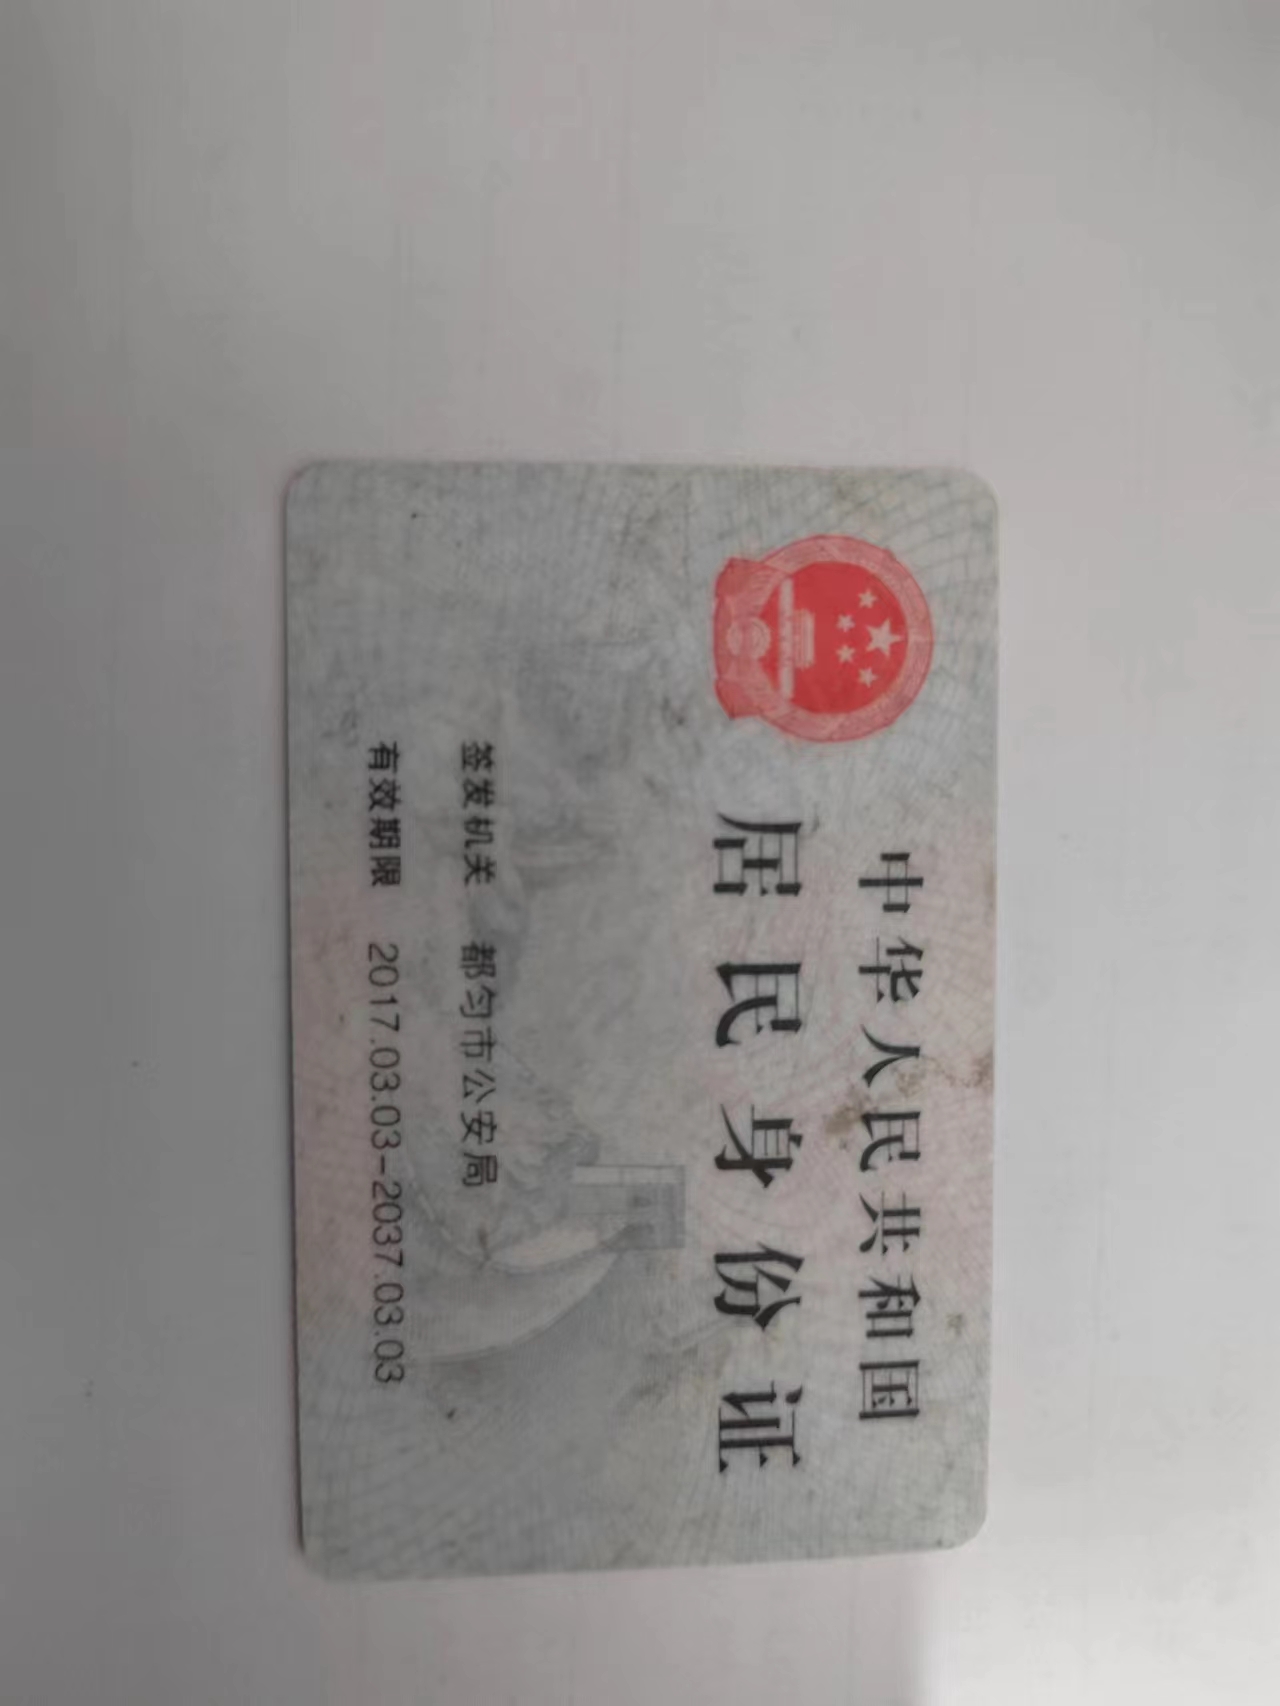 中华人民共和国
居民身份证
签发机关 都匀市公安局
有效期限 2017.03.03-2037.03.03